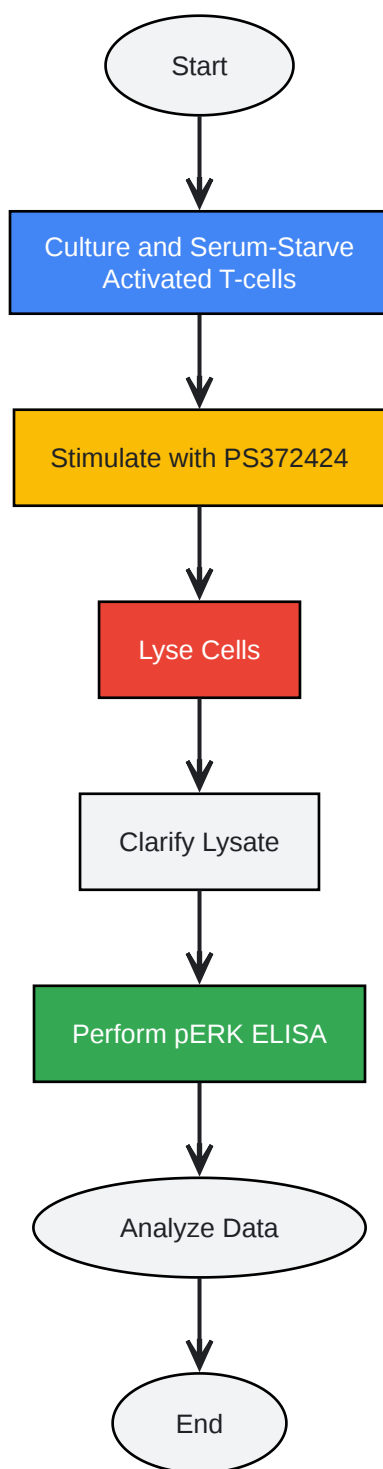 Start
Culture and Serum-Starve
Activated T-cells
Stimulate with PS372424
Lyse Cells
Clarify Lysate
Perform pERK ELISA
Analyze Data
End